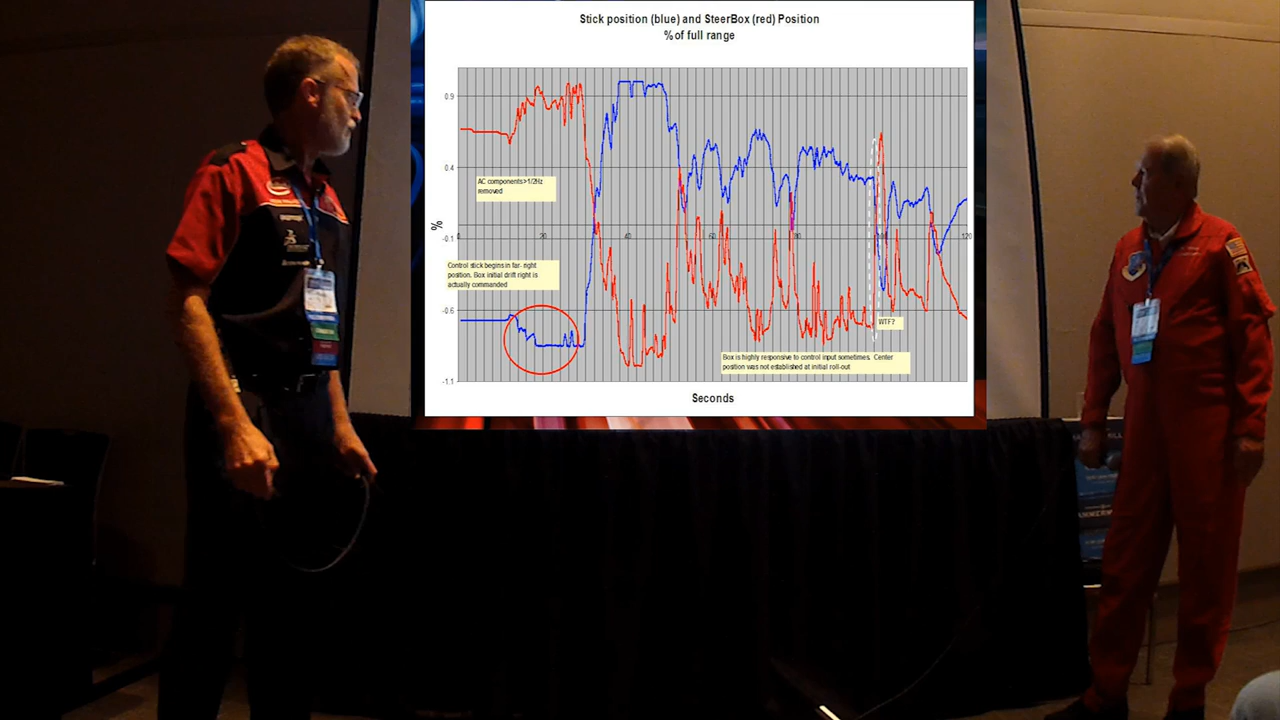 Stick position (blue) and SteerBox (red) Position
% of full range
0.9
AC components>1/2Hz
removed
0.4
%
-0.1
20
40
60
80
120
Control stick begins in far- right
position. Box initial drift right is
actually commanded
-0.6
WTF?
Box is highly responsive to control input sometimes. Center
position was not established at initial roll-out
-1.1
Seconds